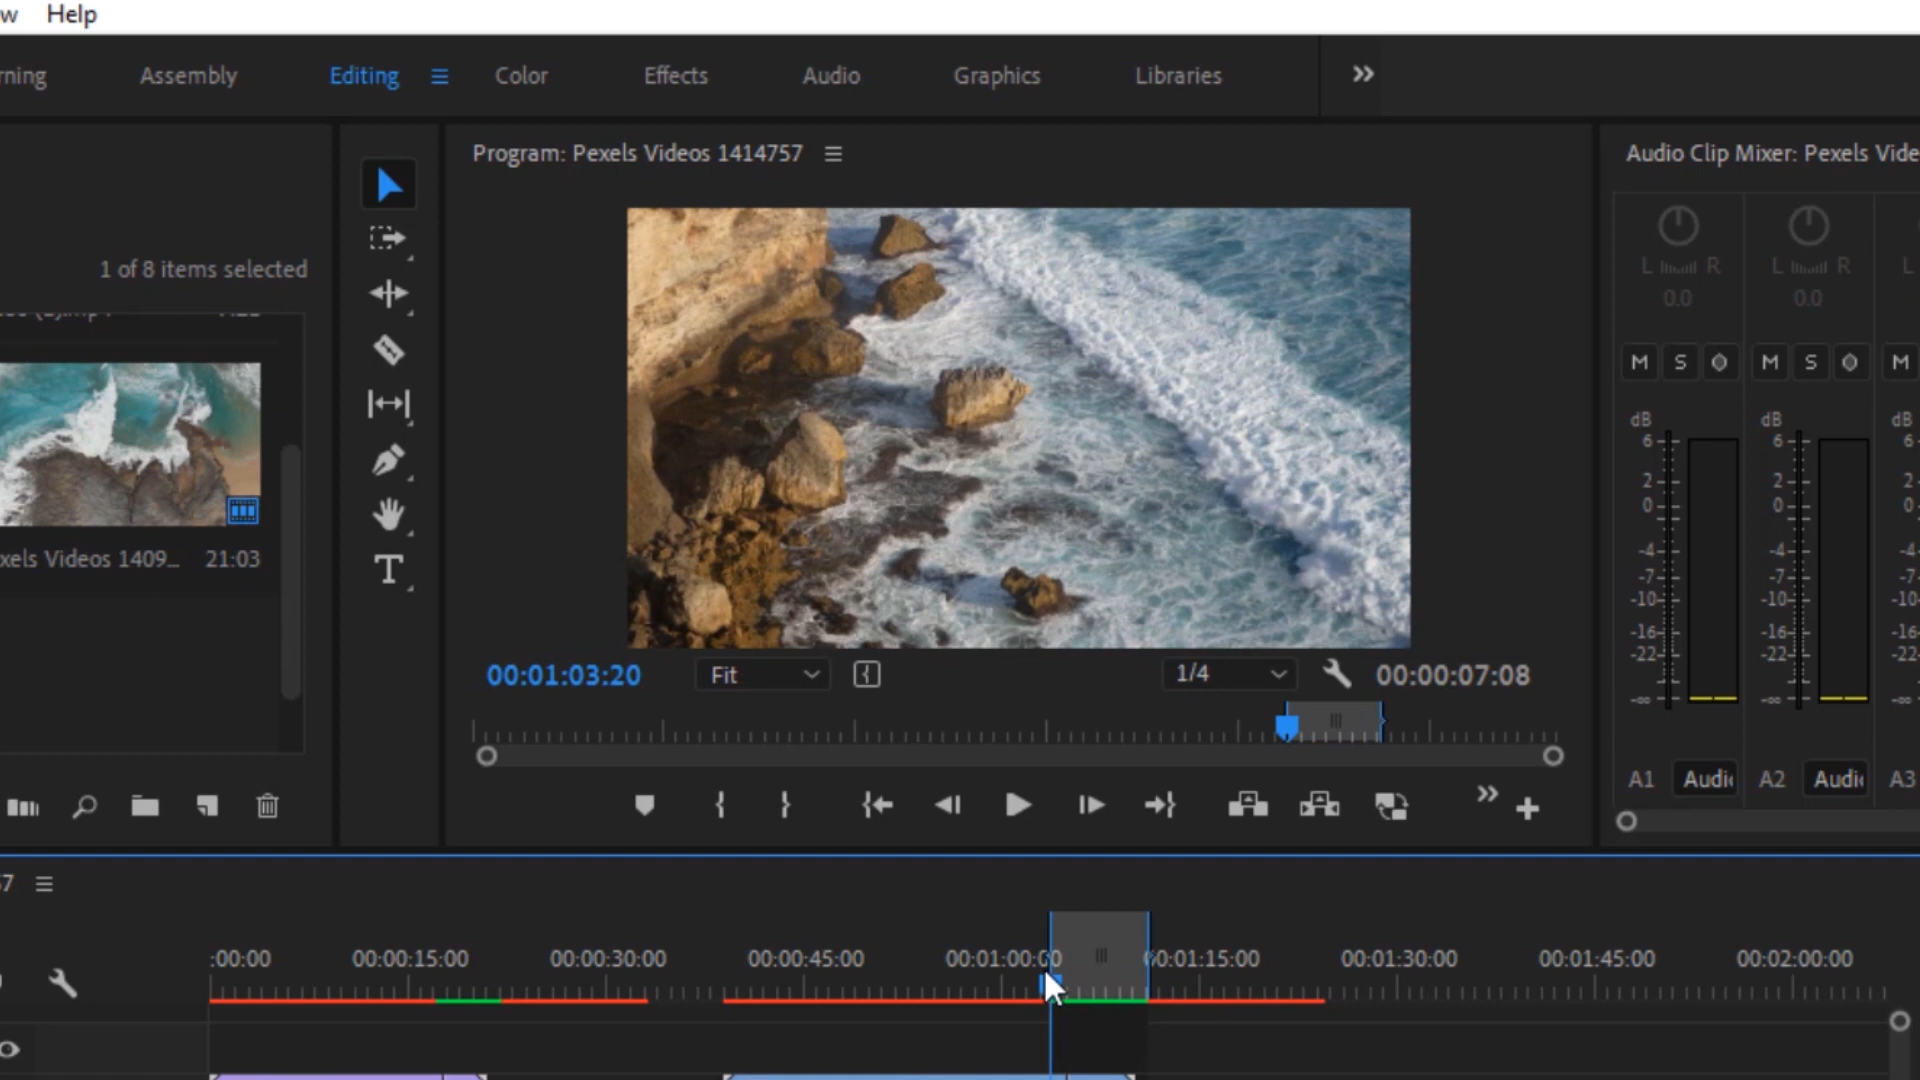 w Help
rning Assembly Editing Color Effects Audio Graphics Libraries
Program: Pexels Videos 1414757
Audio Clip Mixer: Pexels Vide
1 of 8 items selected
L R L R L
0.0 0.0
M S M S M
dB dB dB
6 6 6
2 2 2
0 0 0
-4 -4 -4
-7 -7 -7
-10 -10 -10
-16 -16 -16
-22 -22 -22
-∞ -∞ -∞
xels Videos 1409... 21:03
T
00:01:03:20 Fit 1/4 00:00:07:08
A1 Audi A2 Audi A3
57
:00:00 00:00:15:00 00:00:30:00 00:00:45:00 00:01:00:00 00:01:15:00 00:01:30:00 00:01:45:00 00:02:00:00